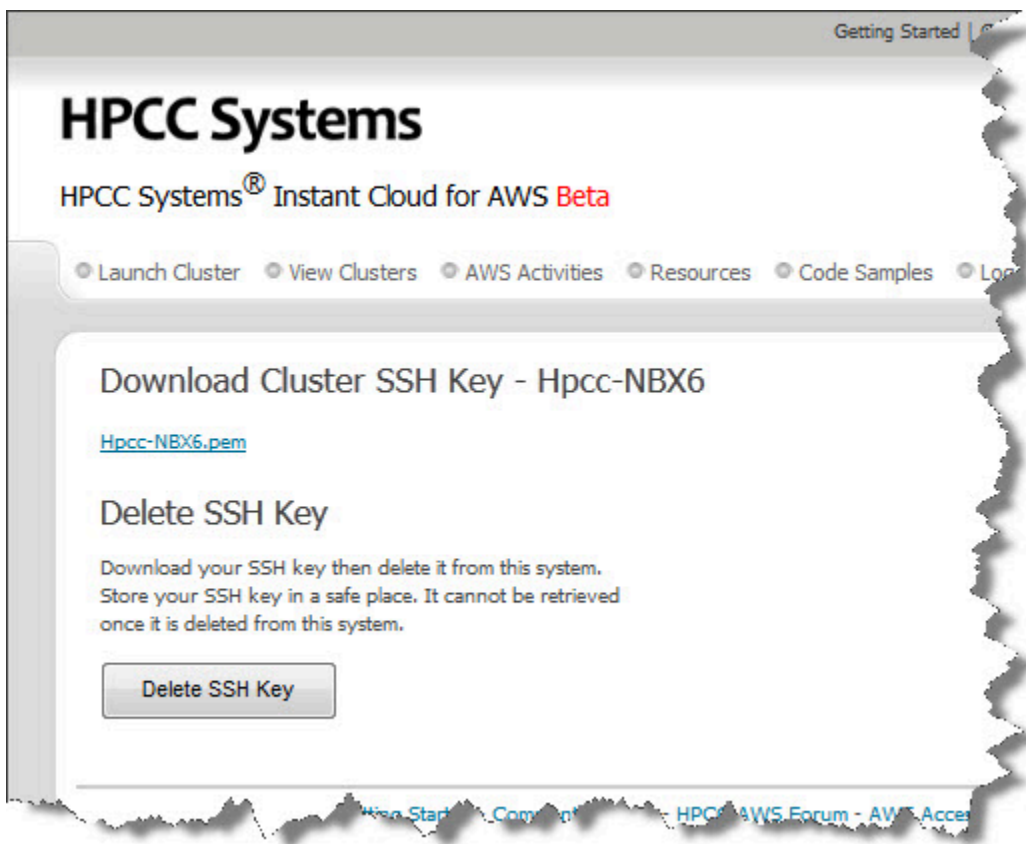 Getting Started |
HPCC Systems
HPCC Systems® Instant Cloud for AWS Beta
Launch Cluster View Clusters AWS Activities Resources Code Samples
Download Cluster SSH Key - Hpcc-NBX6
Hpcc-NBX6.pem
Delete SSH Key
Download your SSH key then delete it from this system.
Store your SSH key in a safe place. It cannot be retrieved
once it is deleted from this system.
Delete SSH Key
HPCC AWS Forum -